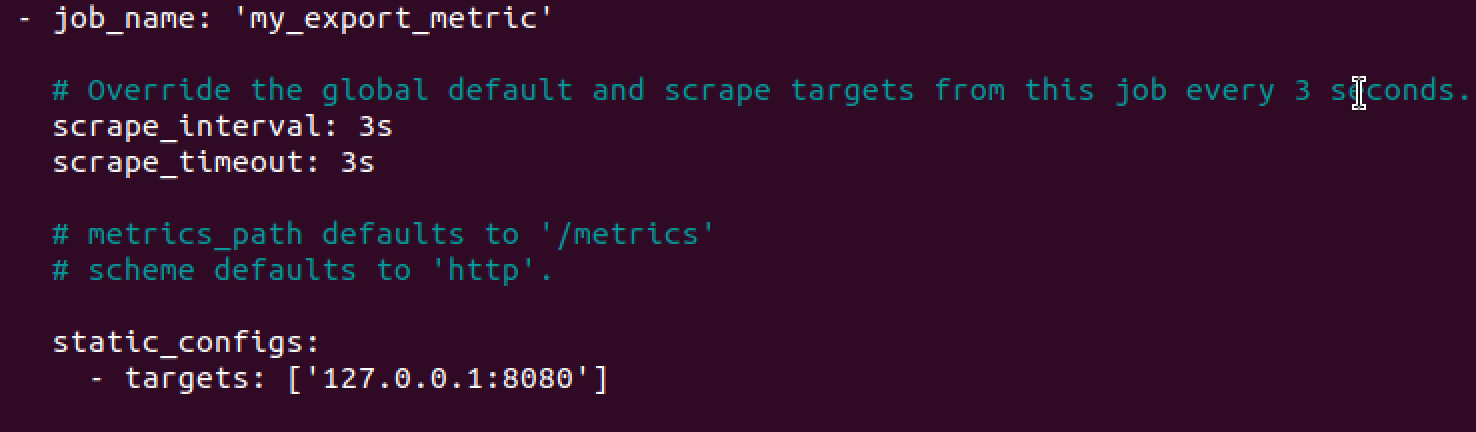 - job_name: 'my_export_metric'
# Override the global default and scrape targets from this job every 3 seconds.
scrape_interval: 3s
scrape_timeout: 3s
# metrics_path defaults to '/metrics'
# scheme defaults to 'http'.
static_configs:
- targets: ['127.0.0.1:8080']